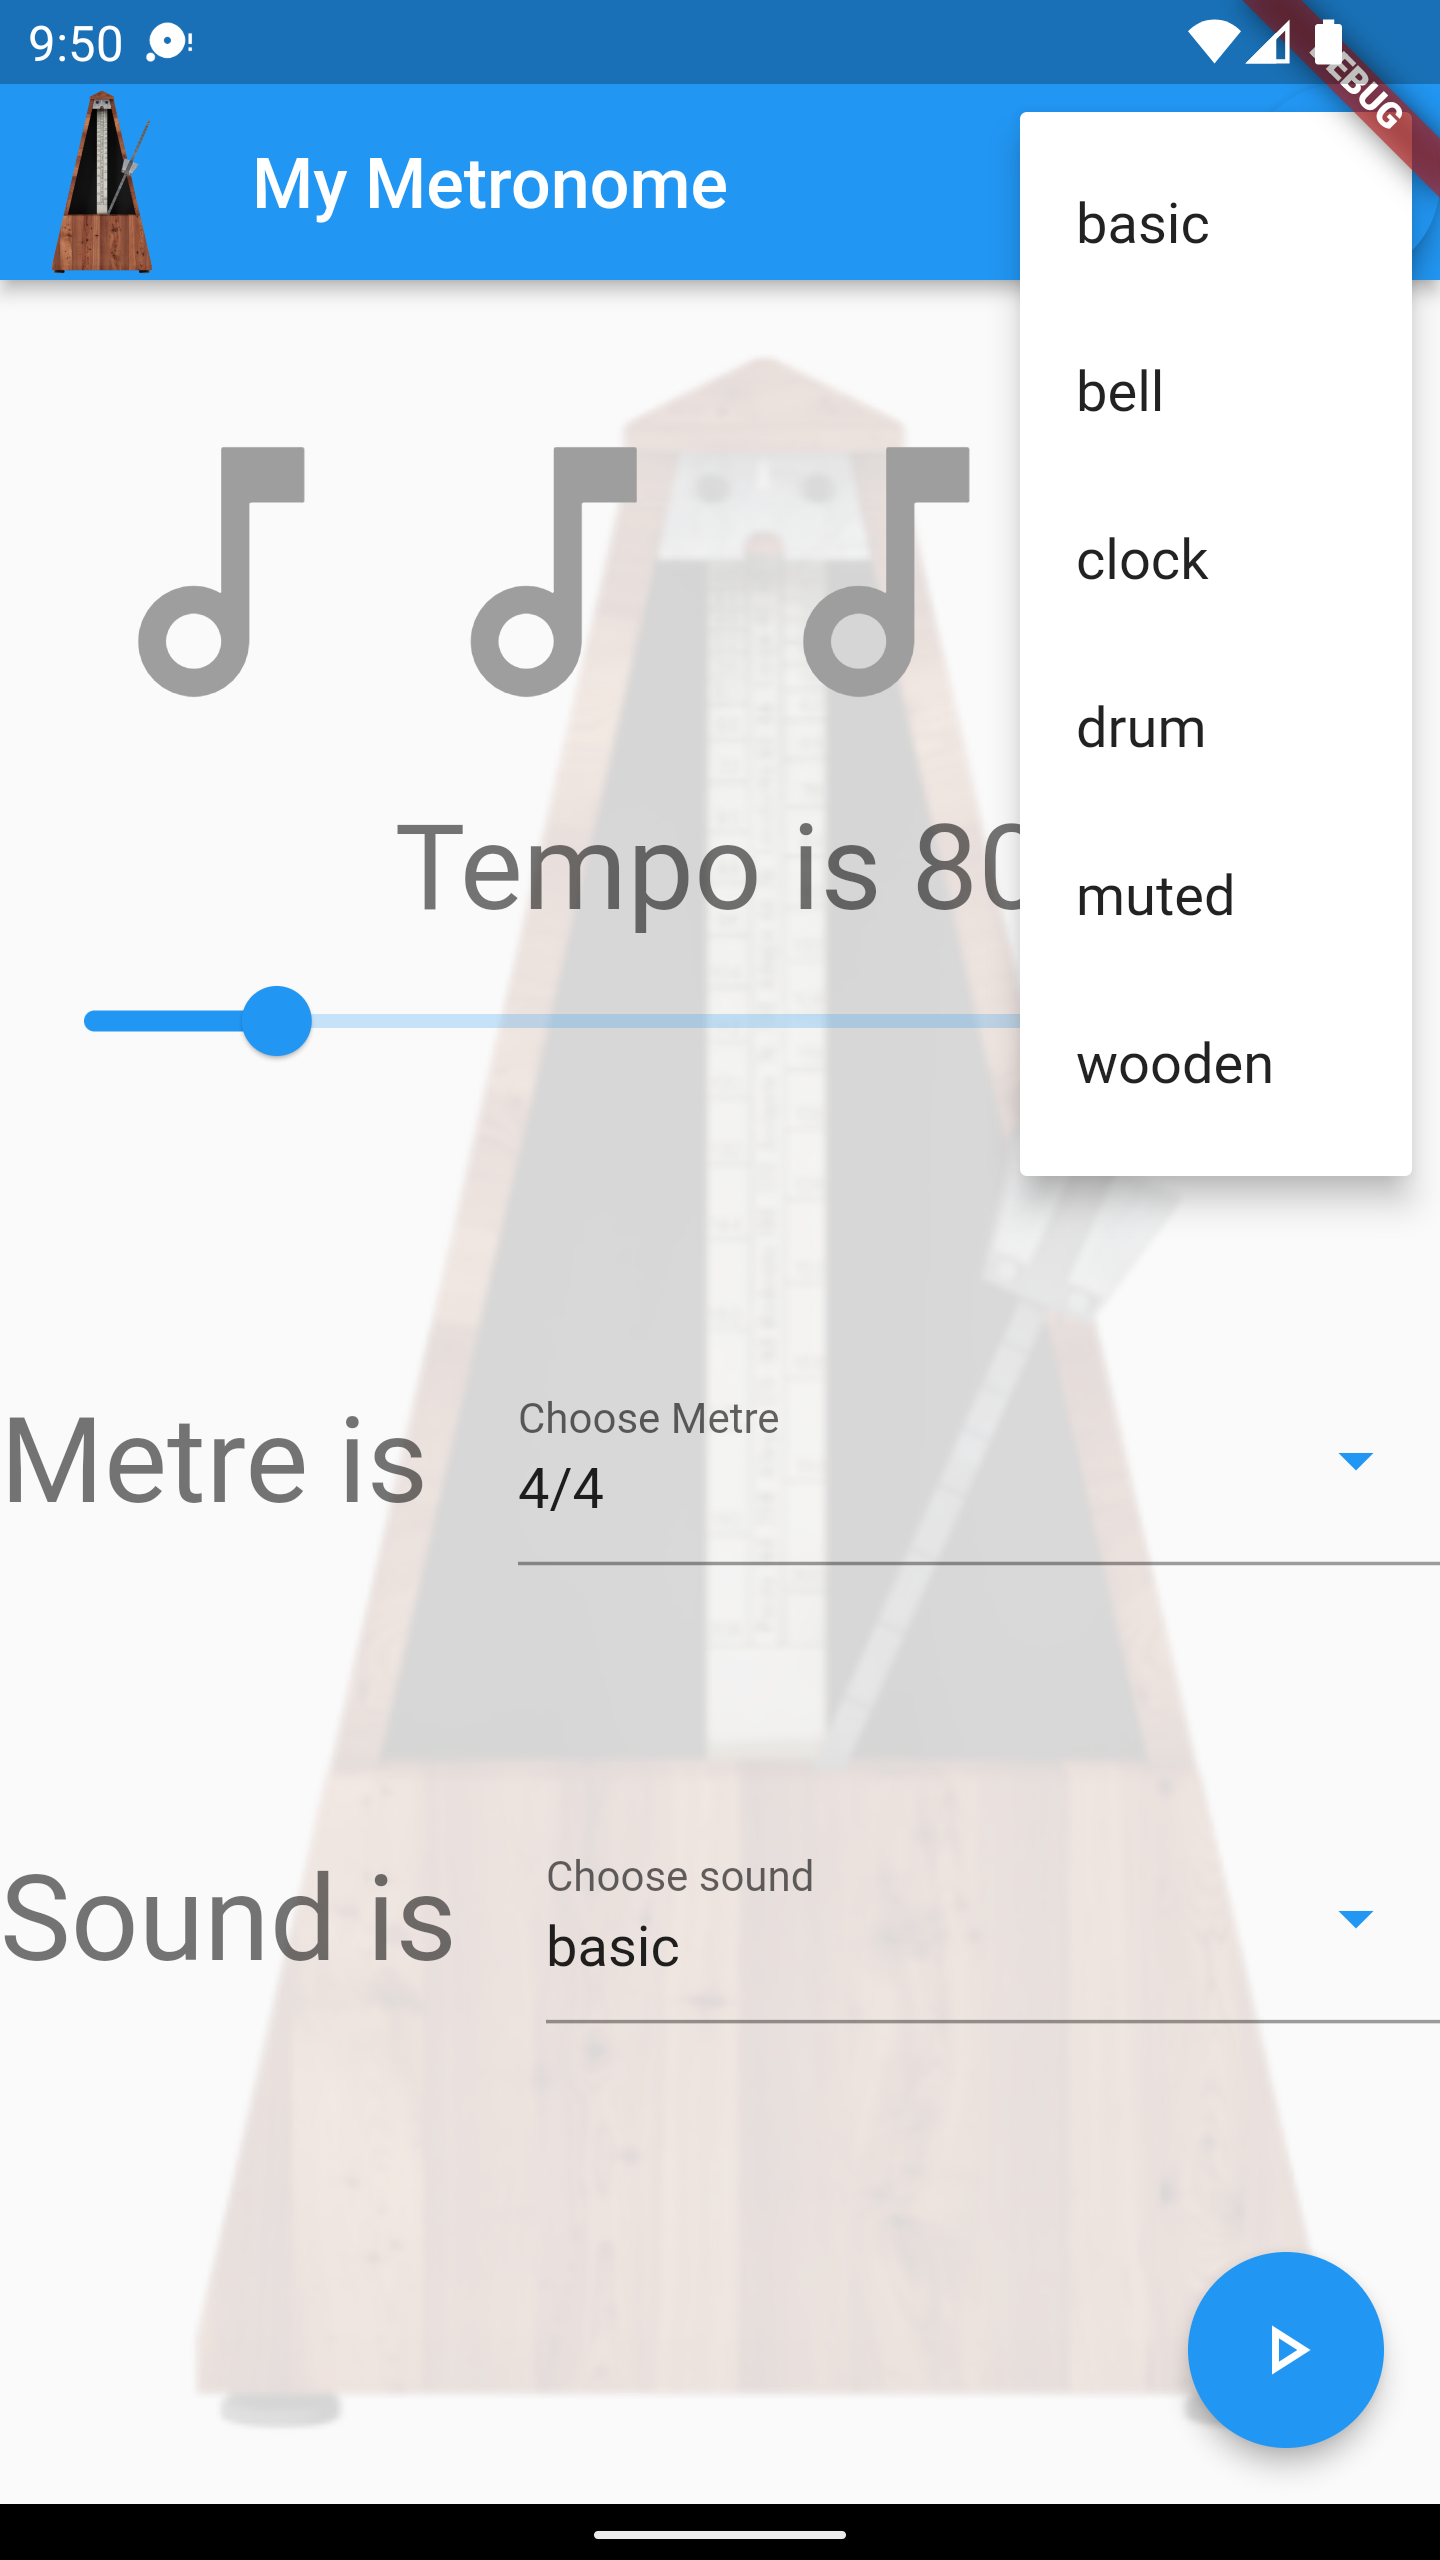 9:50
DEBUG
My Metronome
basic
bell
clock
drum
muted
wooden
Tempo is 80
Choose Metre
Metre is
4/4
Choose sound
Sound is
basic